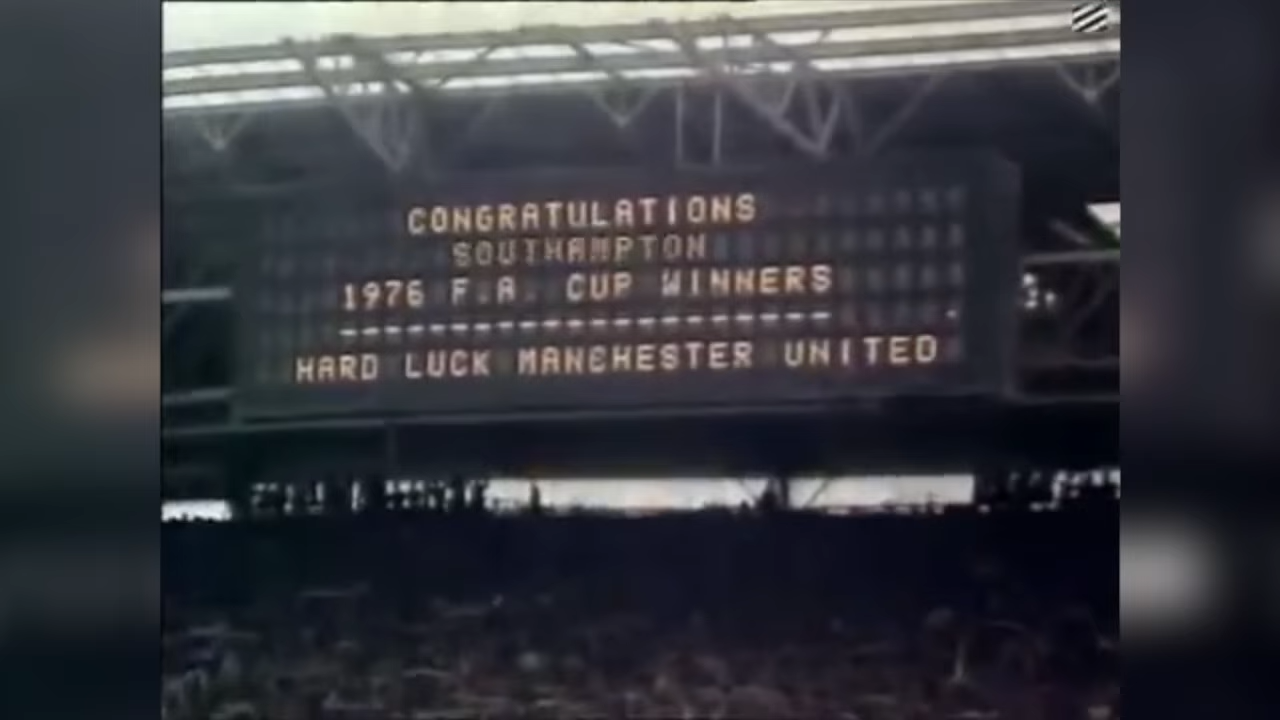 CONGRATULATIONS
SOUTHAMPTON
1976 F.A. CUP WINNERS
--------------------
HARD LUCK MANCHESTER UNITED